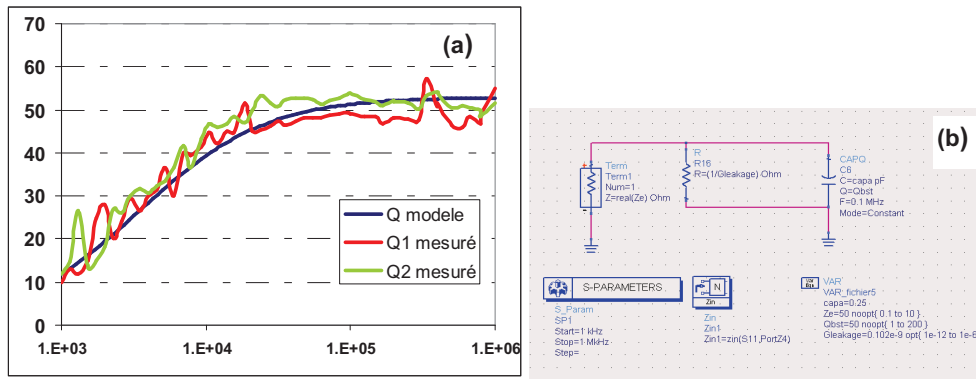 70
60
50
40
30
20
10
0
1.E+03
1.E+04
1.E+05
1.E+06
(a)
Q modele
Q1 mesuré
Q2 mesuré
(b)
Term
Term1
Num=1
Z=real(Ze) Ohm
R
R16
R=(1/Gleakage) Ohm
CAPQ
C6
C=capa pF
Q=Qbst
F=0.1 MHz
Mode=Constant
S-PARAMETERS
S_Param
SP1
Start=1 kHz
Stop=1 MkHz
Step=
N
Zin
Zin
Zin1
Zin1=zin(S11,PortZ4)
VAR
VAR_fichier5
capa=0.25
Ze=50 noopt{ 0.1 to 10 }
Qbst=50 noopt{ 1 to 200 }
Gleakage=0.102e-9 opt{ 1e-12 to 1e-6